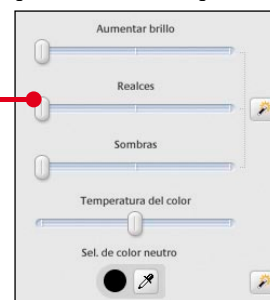 Aumentar brillo
Realces
Sombras
Temperatura del color
Sel. de color neutro